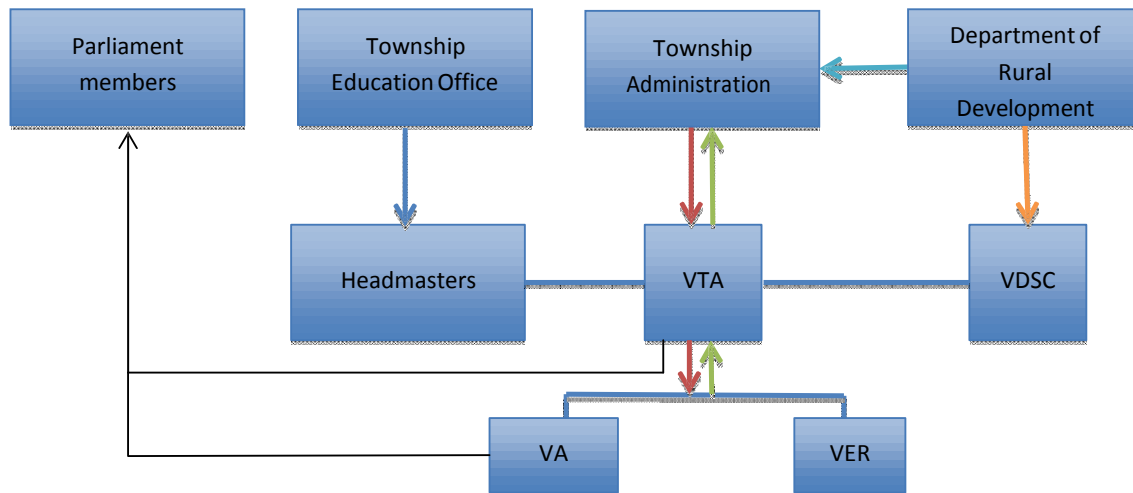 Parliament
members
Township
Education Office
Township
Administration
Department of
Rural
Development
Headmasters
VTA
VDSC
VA
VER